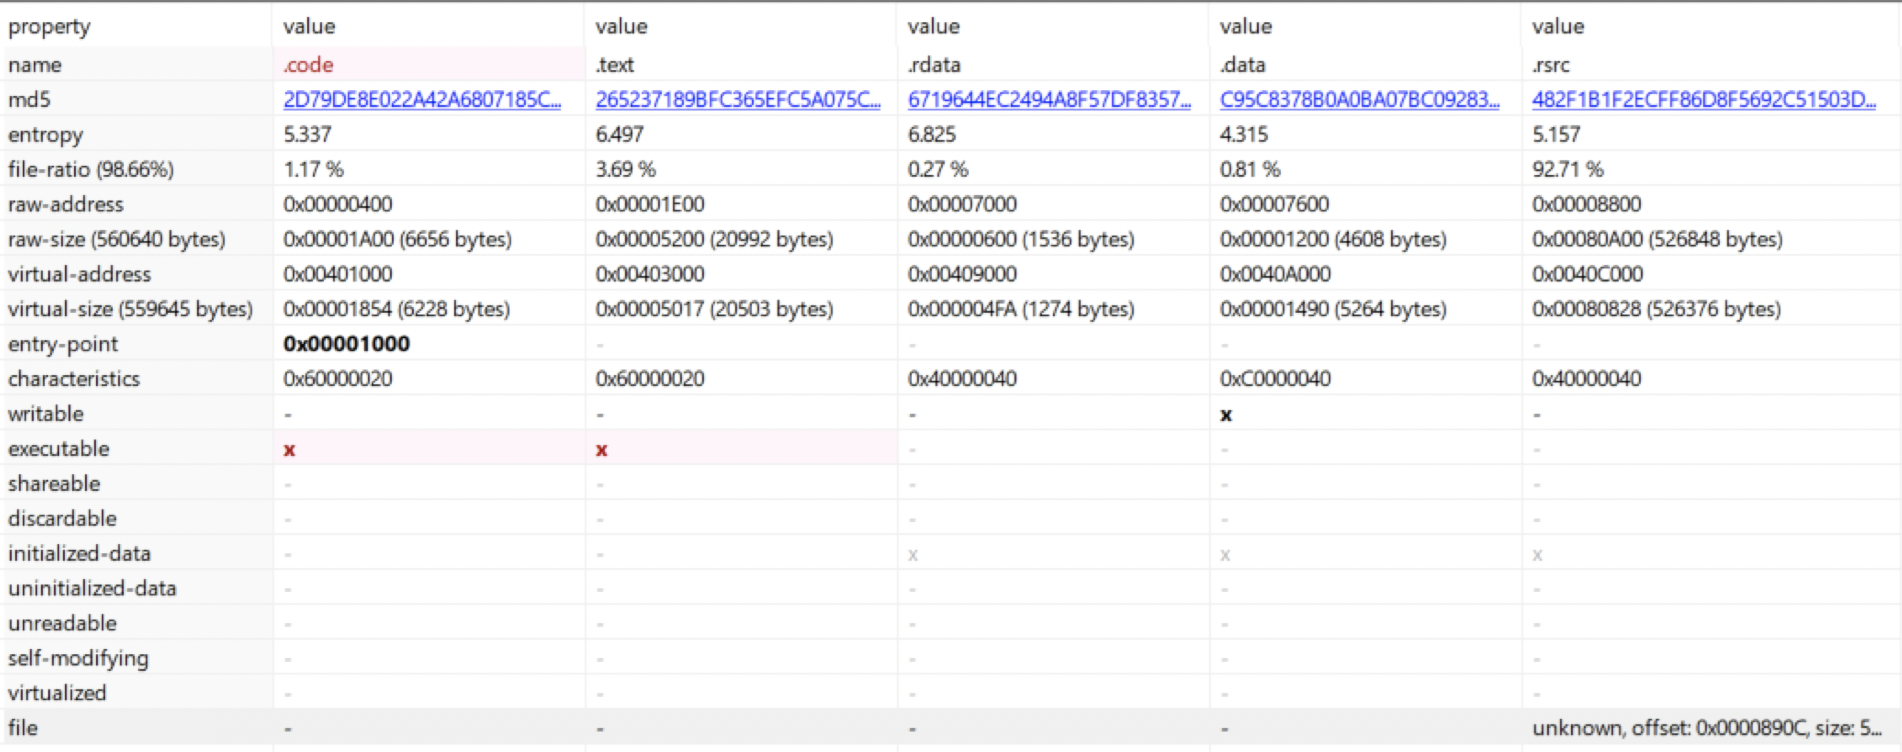 property value value value value value
name .code .text .rdata .data .rsrc
md5 2D79DE8E022A42A6807185C... 265237189BFC365EFC5A075C... 6719644EC2494A8F57DF8357... C95C8378B0A0BA07BC09283... 482F1B1F2ECFF86D8F5692C51503D...
entropy 5.337 6.497 6.825 4.315 5.157
file-ratio (98.66%) 1.17 % 3.69 % 0.27 % 0.81 % 92.71 %
raw-address 0x00000400 0x00001E00 0x00007000 0x00007600 0x00008800
raw-size (560640 bytes) 0x00001A00 (6656 bytes) 0x00005200 (20992 bytes) 0x00000600 (1536 bytes) 0x00001200 (4608 bytes) 0x00080A00 (526848 bytes)
virtual-address 0x00401000 0x00403000 0x00409000 0x0040A000 0x0040C000
virtual-size (559645 bytes) 0x00001854 (6228 bytes) 0x00005017 (20503 bytes) 0x000004FA (1274 bytes) 0x00001490 (5264 bytes) 0x00080828 (526376 bytes)
entry-point 0x00001000 - - - -
characteristics 0x60000020 0x60000020 0x40000040 0xC0000040 0x40000040
writable - - - x -
executable x x - - -
shareable - - - - -
discardable - - - - -
initialized-data - - x x x
uninitialized-data - - - - -
unreadable - - - - -
self-modifying - - - - -
virtualized - - - - -
file - - - - unknown, offset: 0x0000890C, size: 5...